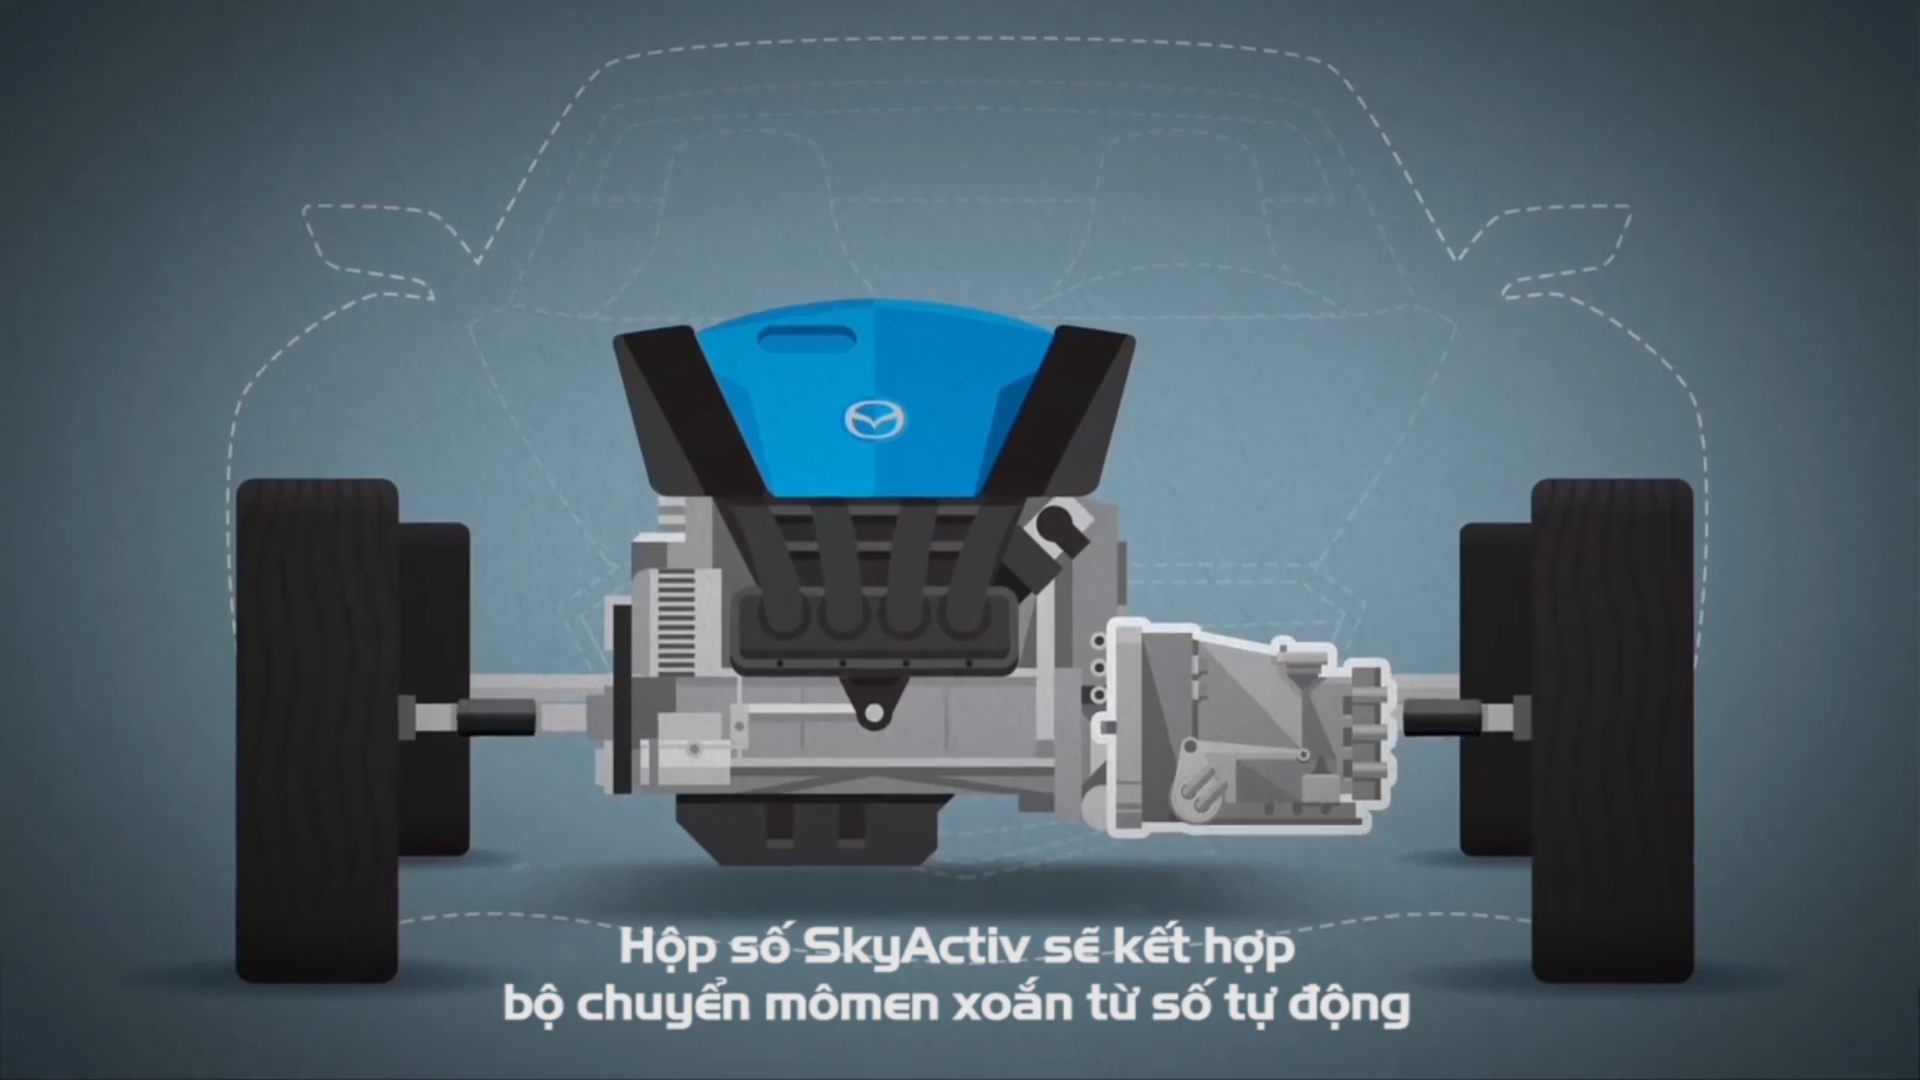 Hộp số SkyActiv sẽ kết hợp
bộ chuyển mômen xoắn từ số tự động